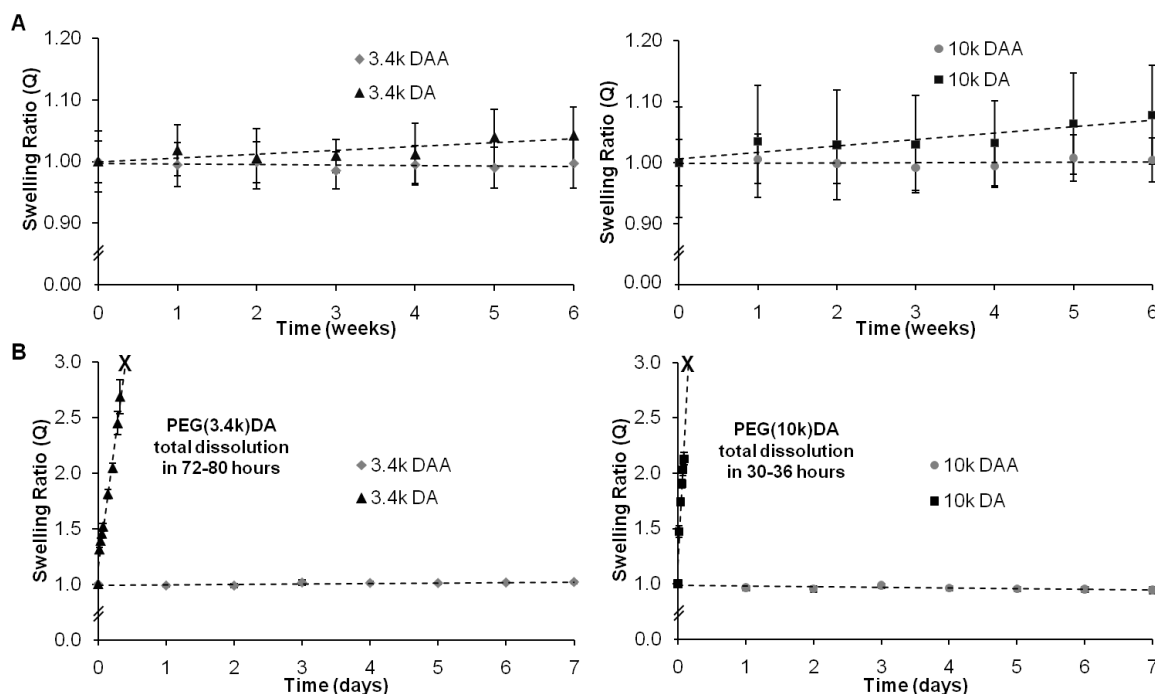 A
1.20
1.10
1.00
0.90
0.00
Swelling Ratio (Q)
3.4k DAA
3.4k DA
0 1 2 3 4 5 6
Time (weeks)
1.20
1.10
1.00
0.90
0.00
Swelling Ratio (Q)
10k DAA
10k DA
0 1 2 3 4 5 6
Time (weeks)
B
3.0
2.5
2.0
1.5
1.0
0.0
Swelling Ratio (Q)
X
PEG(3.4k)DA
total dissolution
in 72-80 hours
3.4k DAA
3.4k DA
0 1 2 3 4 5 6 7
Time (days)
3.0
2.5
2.0
1.5
1.0
0.0
Swelling Ratio (Q)
X
PEG(10k)DA
total dissolution
in 30-36 hours
10k DAA
10k DA
0 1 2 3 4 5 6 7
Time (days)